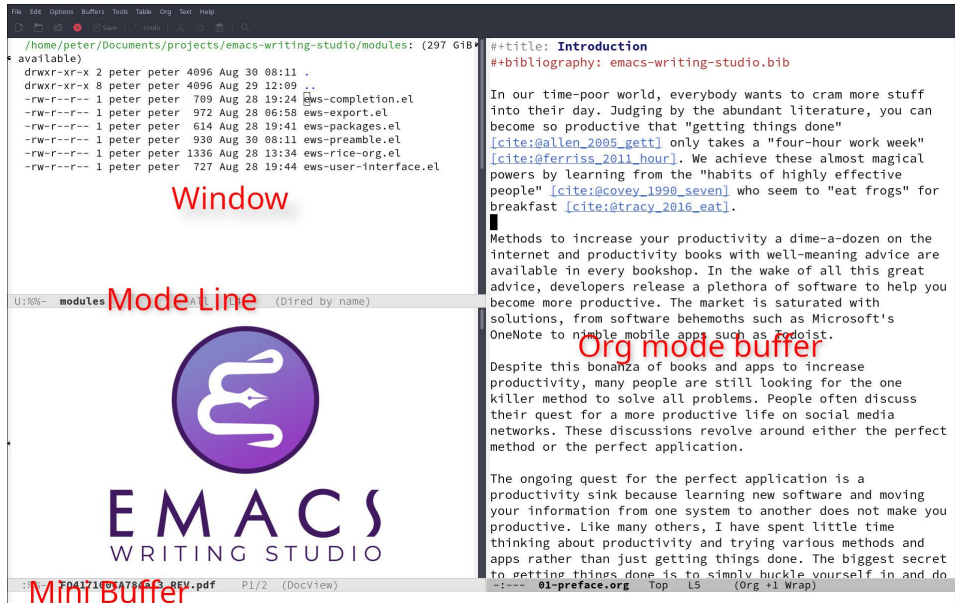 File Edit Options Buffers Tools Table Org Text Help
Save Undo
/home/peter/Documents/projects/emacs-writing-studio/modules: (297 GiB
available)
drwxr-xr-x 2 peter peter 4096 Aug 30 08:11 .
drwxr-xr-x 8 peter peter 4096 Aug 29 12:09 ..
-rw-r--r-- 1 peter peter  709 Aug 28 19:24 ews-completion.el
-rw-r--r-- 1 peter peter  972 Aug 28 06:58 ews-export.el
-rw-r--r-- 1 peter peter  614 Aug 28 19:41 ews-packages.el
-rw-r--r-- 1 peter peter  930 Aug 30 08:11 ews-preamble.el
-rw-r--r-- 1 peter peter 1336 Aug 28 13:34 ews-rice-org.el
-rw-r--r-- 1 peter peter  727 Aug 28 19:44 ews-user-interface.el
Window
U:%%-  modules All (Dired by name)
Mode Line
EMACS
WRITING STUDIO
REV.pdf    P1/2  (DocView)
Mini Buffer
#+title: Introduction
#+bibliography: emacs-writing-studio.bib
In our time-poor world, everybody wants to cram more stuff
into their day. Judging by the abundant literature, you can
become so productive that "getting things done"
[cite:@allen_2005_gett] only takes a "four-hour work week"
[cite:@ferriss_2011_hour]. We achieve these almost magical
powers by learning from the "habits of highly effective
people" [cite:@covey_1990_seven] who seem to "eat frogs" for
breakfast [cite:@tracy_2016_eat].
Methods to increase your productivity a dime-a-dozen on the
internet and productivity books with well-meaning advice are
available in every bookshop. In the wake of all this great
advice, developers release a plethora of software to help you
become more productive. The market is saturated with
solutions, from software behemoths such as Microsoft's
OneNote to nimble mobile apps such as Todoist.
Org mode buffer
Despite this bonanza of books and apps to increase
productivity, many people are still looking for the one
killer method to solve all problems. People often discuss
their quest for a more productive life on social media
networks. These discussions revolve around either the perfect
method or the perfect application.
The ongoing quest for the perfect application is a
productivity sink because learning new software and moving
your information from one system to another does not make you
productive. Like many others, I have spent little time
thinking about productivity and trying various methods and
apps rather than just getting things done. The biggest secret
to getting things done is to simply buckle yourself in and do
-:---  01-preface.org   Top   L5     (Org +1 Wrap)